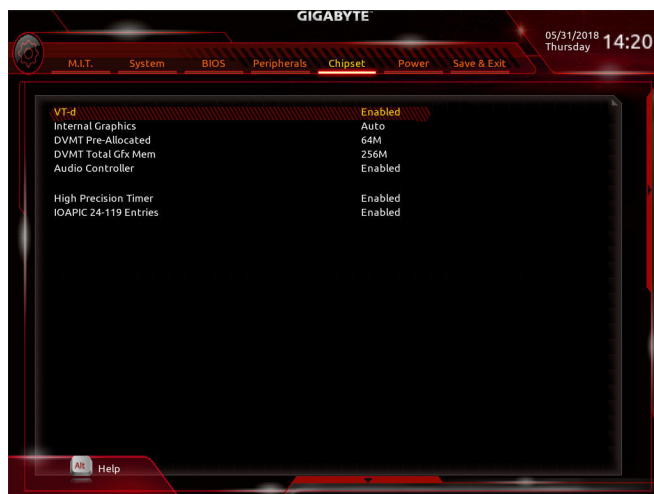 GIGABYTE
05/31/2018 14:20
Thursday
M.I.T. System BIOS Peripherals Chipset Power Save & Exit
VT-d Enabled
Internal Graphics Auto
DVMT Pre-Allocated 64M
DVMT Total Gfx Mem 256M
Audio Controller Enabled
High Precision Timer Enabled
IOAPIC 24-119 Entries Enabled
Alt Help